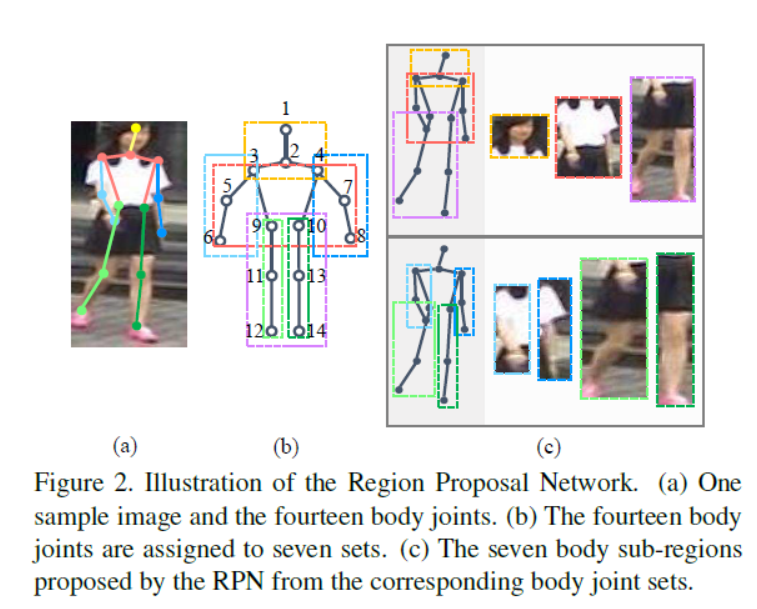 1
2
3
4
5
7
6
8
9
10
11
13
12
14
(a)
(b)
(c)
Figure 2. Illustration of the Region Proposal Network. (a) One
sample image and the fourteen body joints. (b) The fourteen body
joints are assigned to seven sets. (c) The seven body sub-regions
proposed by the RPN from the corresponding body joint sets.